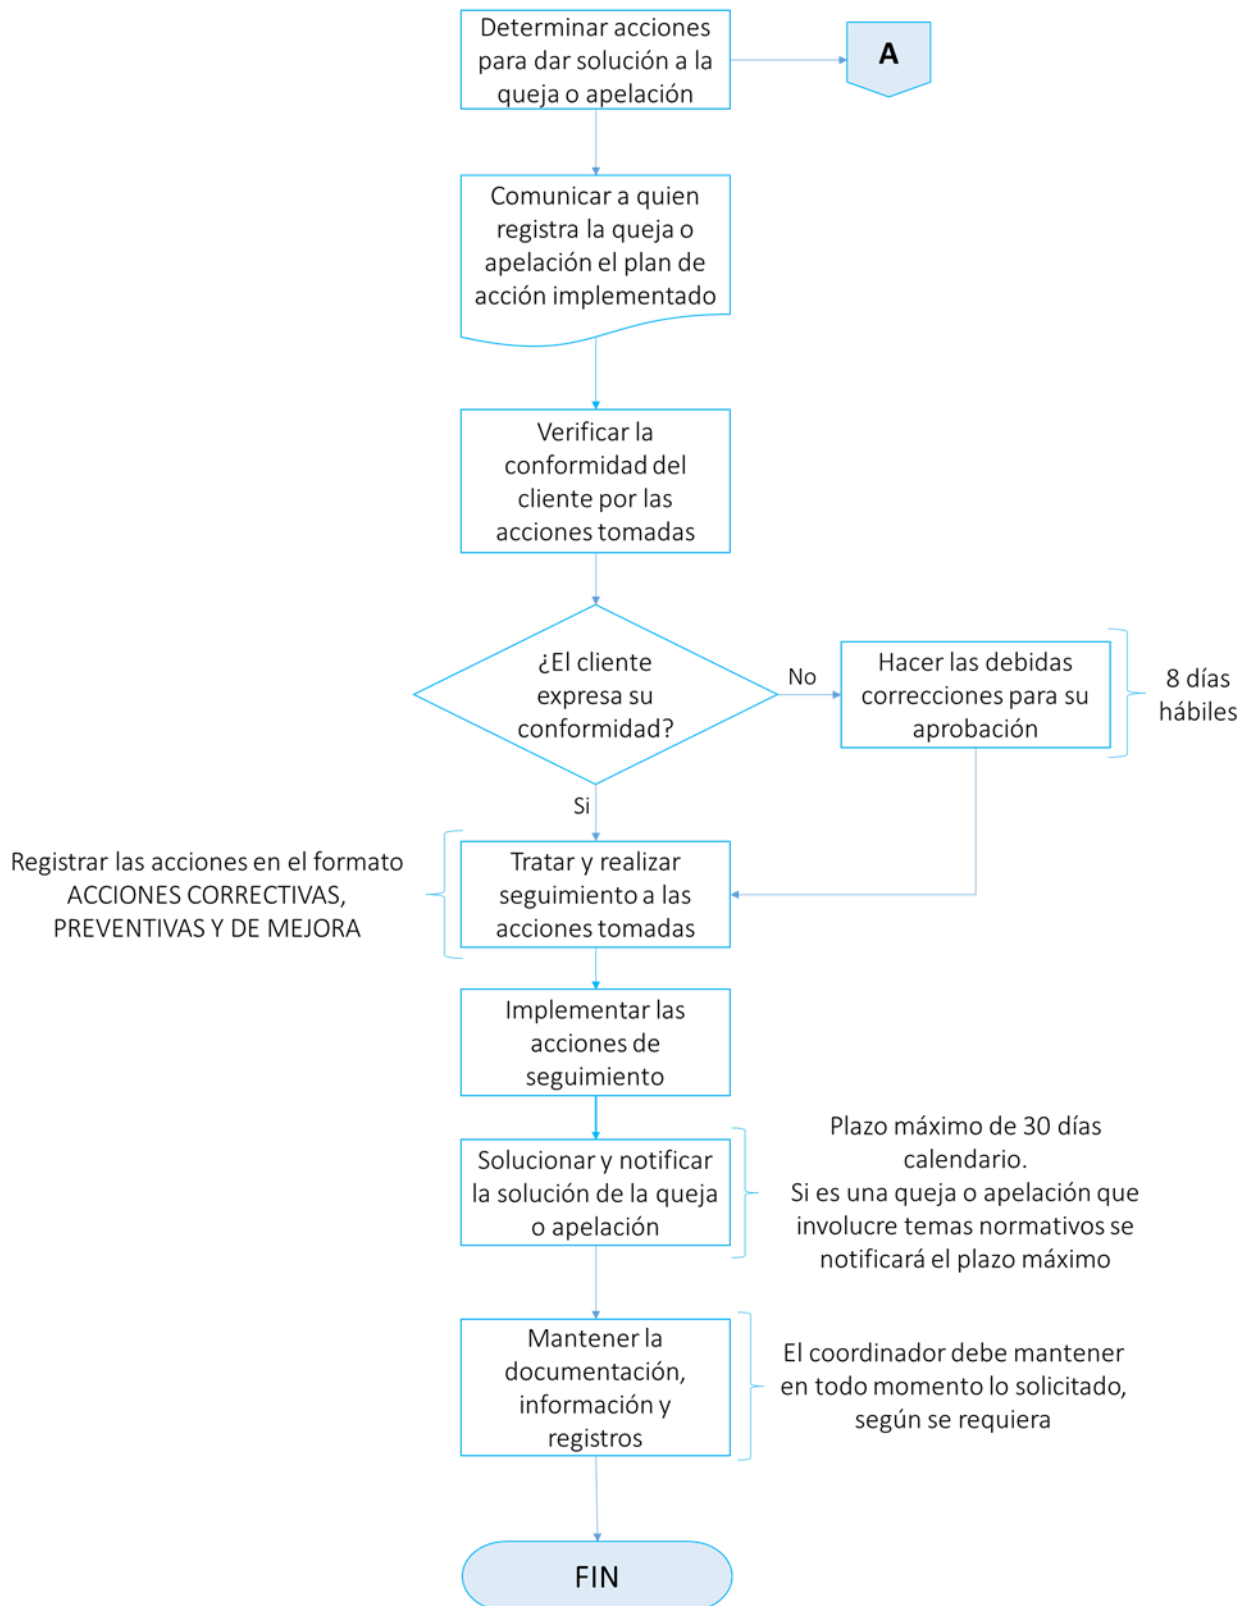 Determinar acciones
para dar solución a la
queja o apelación
A
Comunicar a quien
registra la queja o
apelación el plan de
acción implementado
Verificar la
conformidad del
cliente por las
acciones tomadas
¿El cliente
expresa su
conformidad?
No
Hacer las debidas
correcciones para su
aprobación
8 días
hábiles
Si
Registrar las acciones en el formato
ACCIONES CORRECTIVAS,
PREVENTIVAS Y DE MEJORA
Tratar y realizar
seguimiento a las
acciones tomadas
Implementar las
acciones de
seguimiento
Solucionar y notificar
la solución de la queja
o apelación
Plazo máximo de 30 días
calendario.
Si es una queja o apelación que
involucre temas normativos se
notificará el plazo máximo
Mantener la
documentación,
información y
registros
El coordinador debe mantener
en todo momento lo solicitado,
según se requiera
FIN